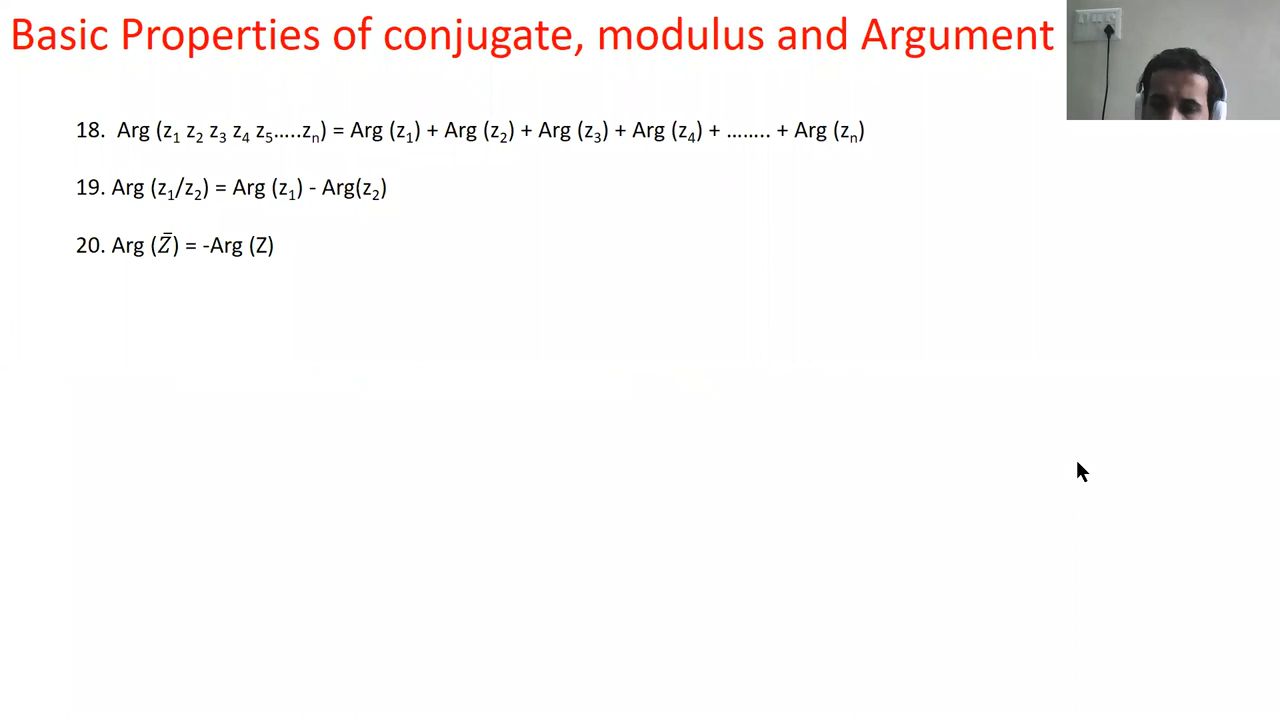 Basic Properties of conjugate, modulus and Argument
18. Arg (z₁ z₂ z₃ z₄ z₅.....zₙ) = Arg (z₁) + Arg (z₂) + Arg (z₃) + Arg (z₄) + ........ + Arg (zₙ)
19. Arg (z₁/z₂) = Arg (z₁) - Arg(z₂)
20. Arg (Z̄) = -Arg (Z)